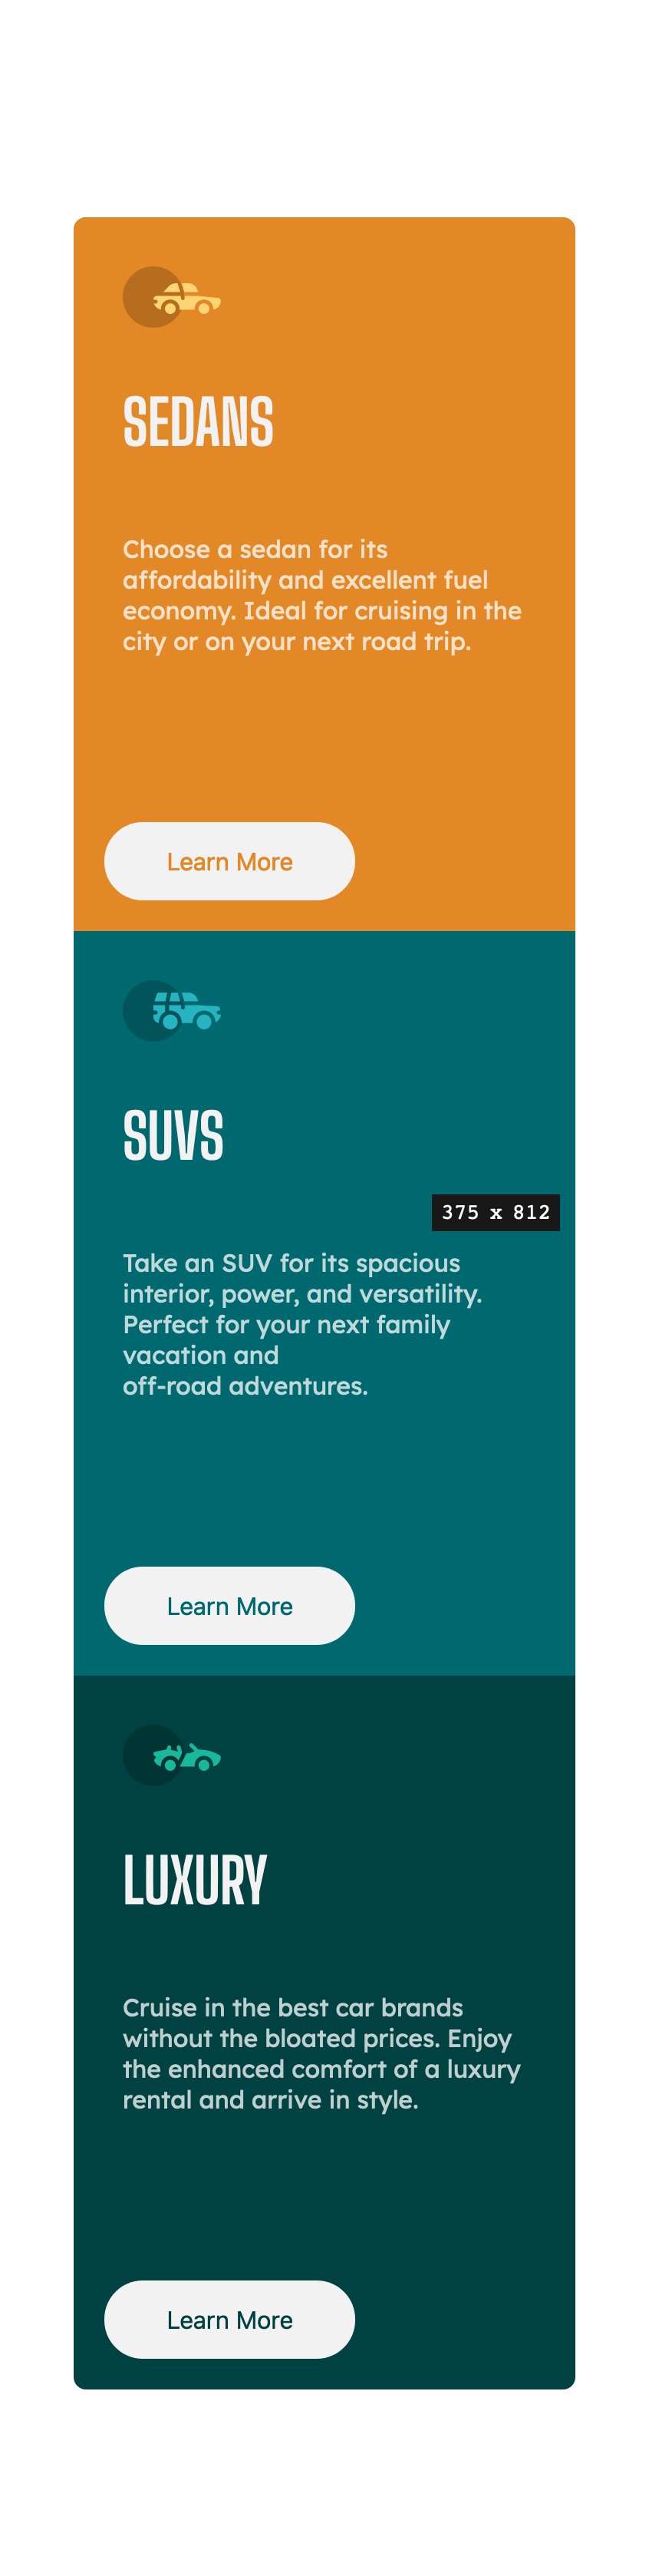 SEDANS
Choose a sedan for its
affordability and excellent fuel
economy. Ideal for cruising in the
city or on your next road trip.
Learn More
SUVS
375 x 812
Take an SUV for its spacious
interior, power, and versatility.
Perfect for your next family
vacation and
off-road adventures.
Learn More
LUXURY
Cruise in the best car brands
without the bloated prices. Enjoy
the enhanced comfort of a luxury
rental and arrive in style.
Learn More